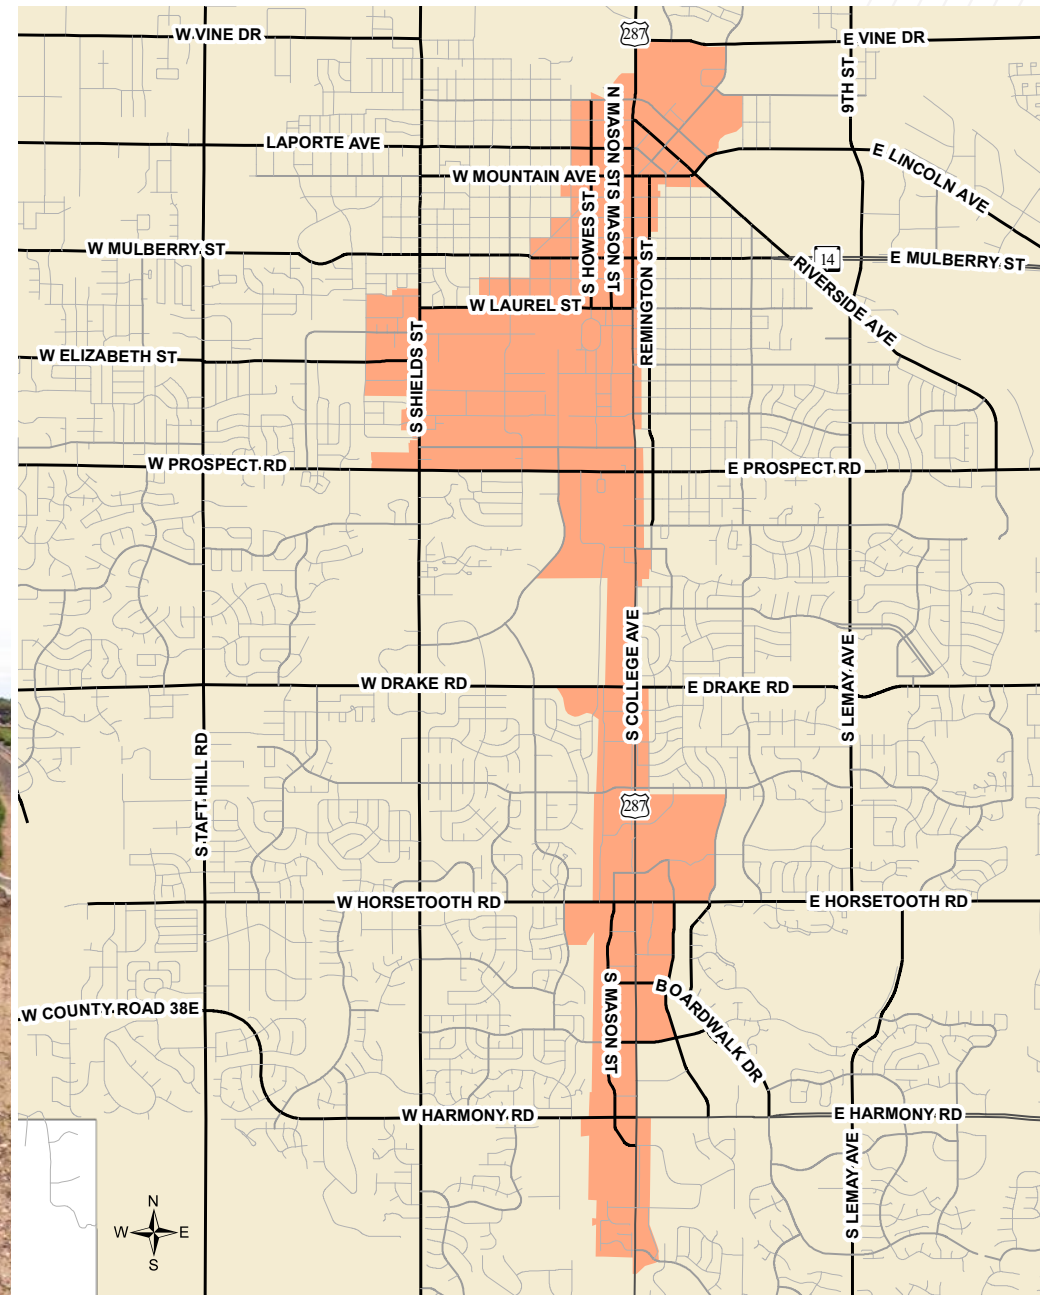 287
W VINE DR
E VINE DR
9TH ST
N MASON ST
LAPORTE AVE
E LINCOLN AVE
W MOUNTAIN AVE
S HOWES ST
S MASON ST
REMINGTON ST
W MULBERRY ST
14
E MULBERRY ST
RIVERSIDE AVE
W LAUREL ST
W ELIZABETH ST
S SHIELDS ST
W PROSPECT RD
E PROSPECT RD
S COLLEGE AVE
S LEMAY AVE
W DRAKE RD
E DRAKE RD
S TAFT HILL RD
287
W HORSETOOTH RD
E HORSETOOTH RD
S MASON ST
BOARDWALK DR
W COUNTY ROAD 38E
W HARMONY RD
E HARMONY RD
S LEMAY AVE
N
W E
S